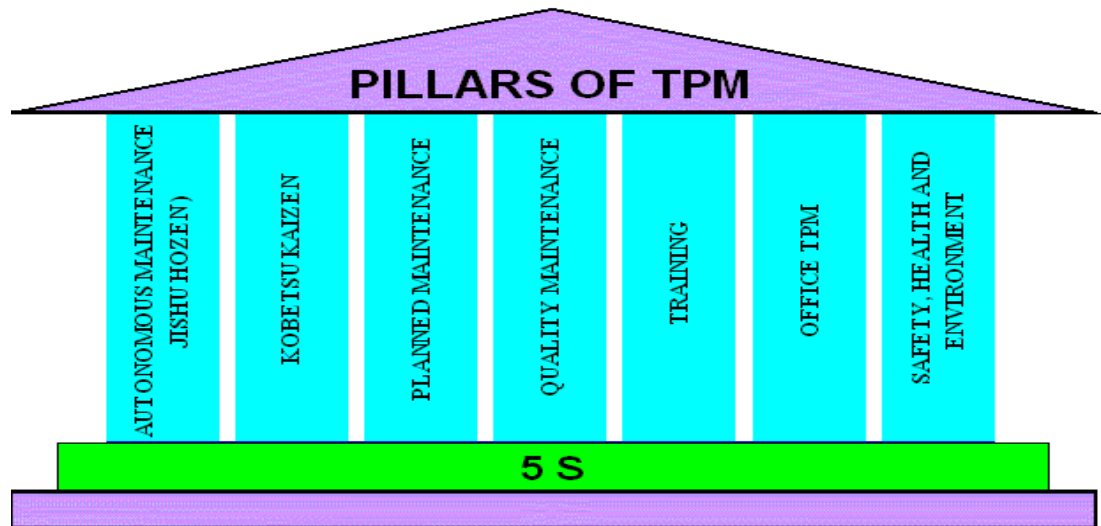 PILLARS OF TPM
AUTONOMOUS MAINTENANCE
JISHU HOZEN)
KOBETSU KAIZEN
PLANNED MAINTENANCE
QUALITY MAINTENANCE
TRAINING
OFFICE TPM
SAFETY, HEALTH AND
ENVIRONMENT
5 S